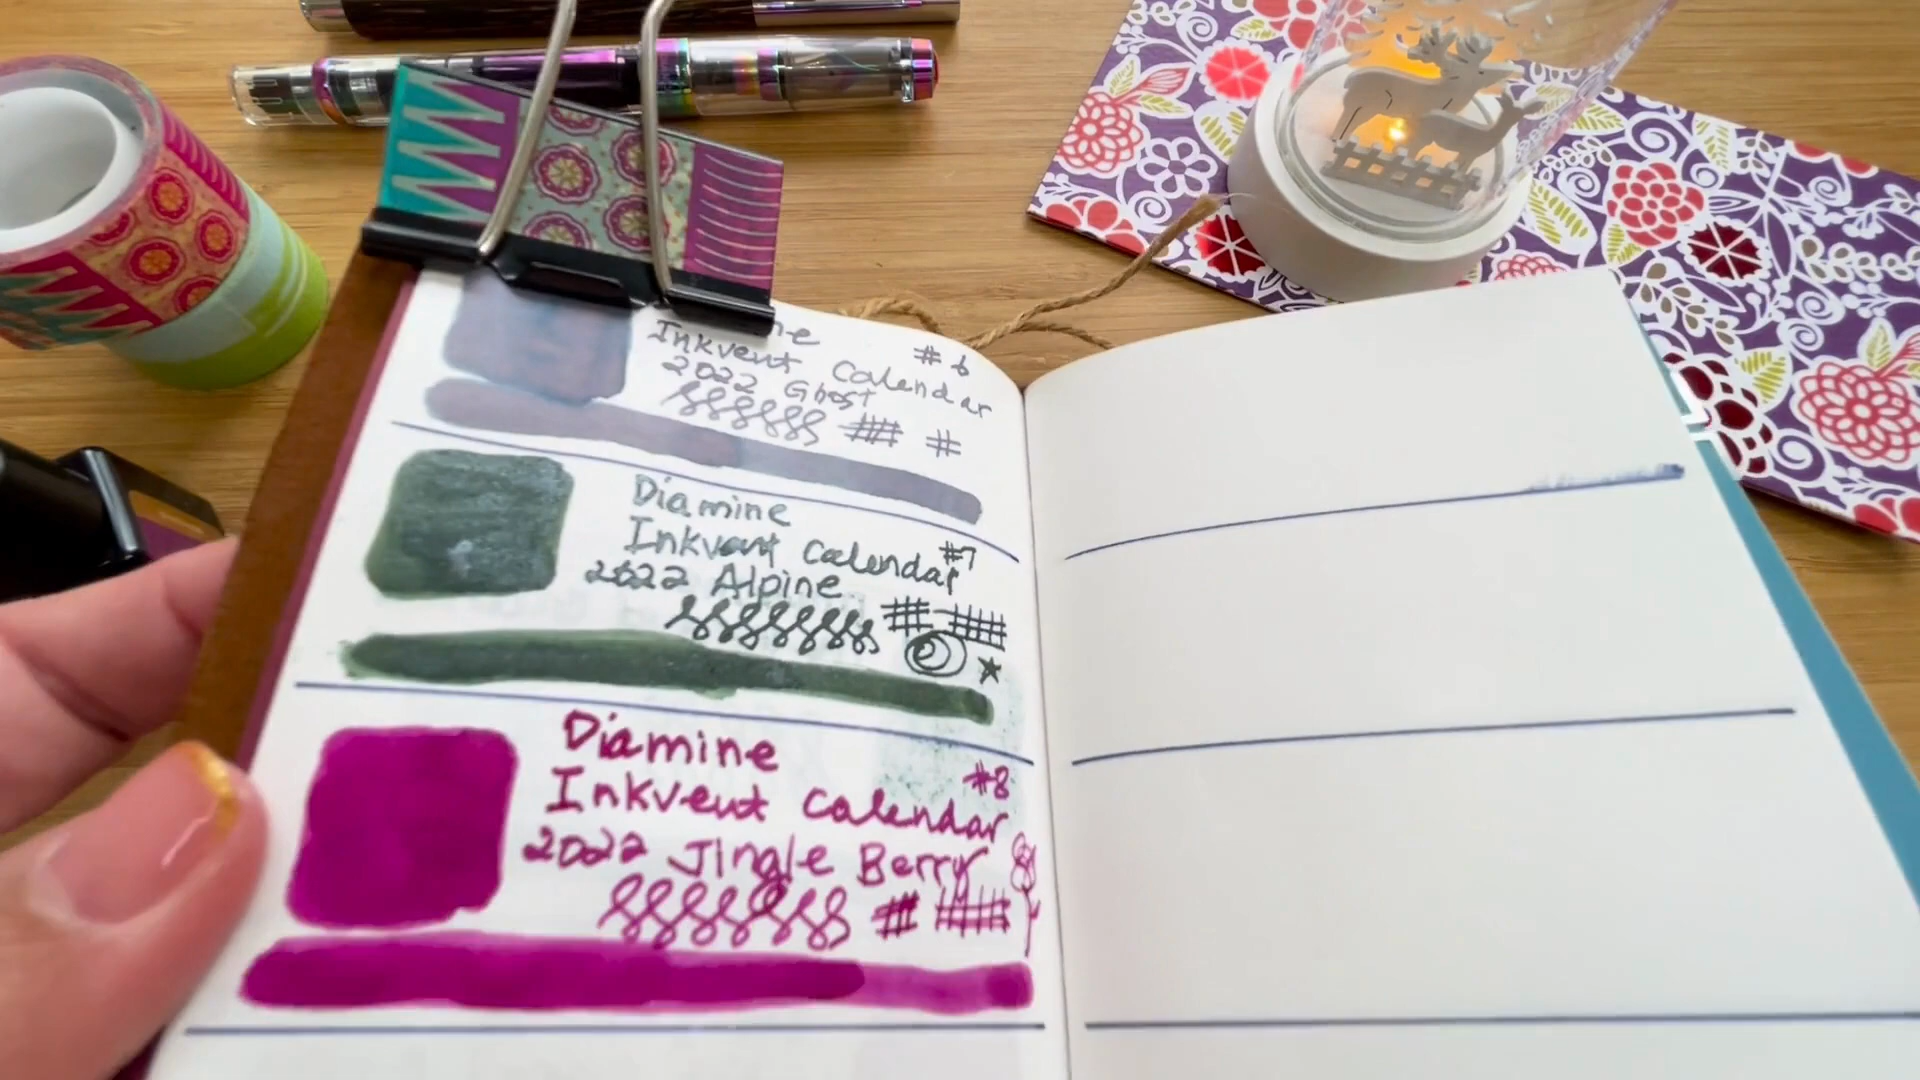 Inkvent Calendar #6
2022 Ghost
Diamine
Inkvent Calendar #7
2022 Alpine
Diamine
Inkvent Calendar #8
2022 Jingle Berry